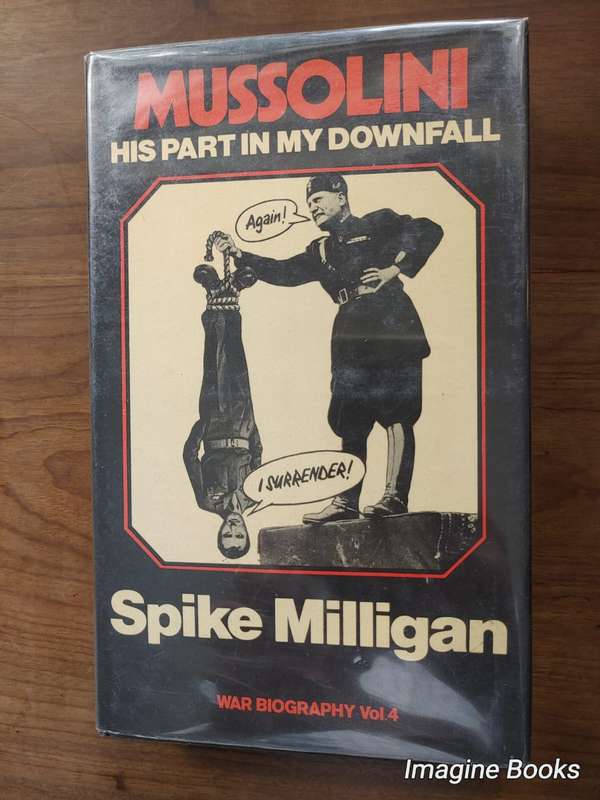 MUSSOLINI
HIS PART IN MY DOWNFALL
Again!
I SURRENDER!
Spike Milligan
WAR BIOGRAPHY Vol.4
Imagine Books